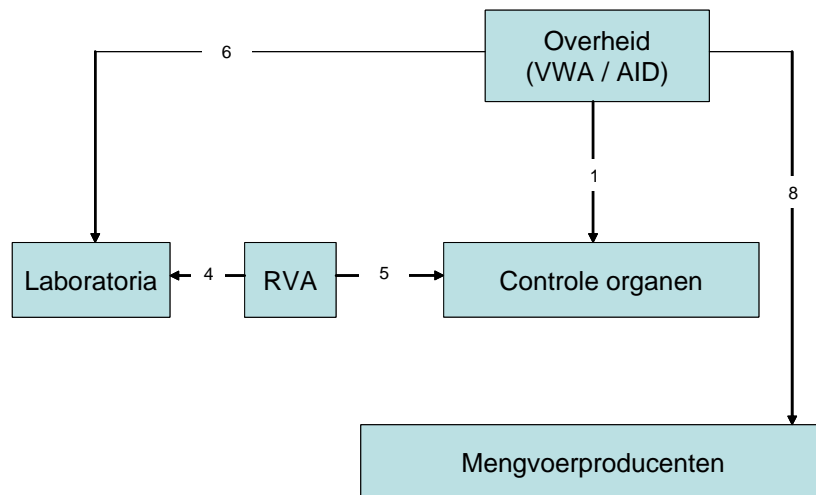 Overheid
(VWA / AID)
6
1
8
Laboratoria
4
RVA
5
Controle organen
Mengvoerproducenten